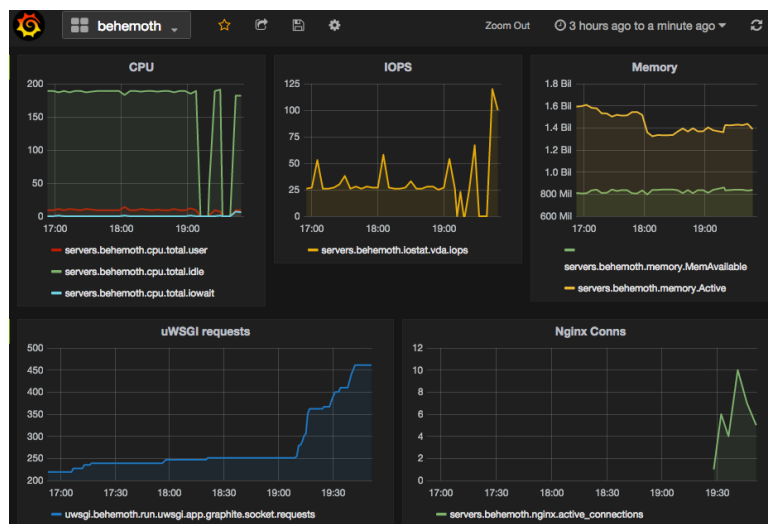 behemoth
Zoom Out
3 hours ago to a minute ago
CPU
200
150
100
50
0
17:00 18:00 19:00
servers.behemoth.cpu.total.user
servers.behemoth.cpu.total.idle
servers.behemoth.cpu.total.iowait
IOPS
125
100
75
50
25
0
17:00 18:00 19:00
servers.behemoth.iostat.vda.iops
Memory
1.8 Bil
1.6 Bil
1.4 Bil
1.2 Bil
1.0 Bil
800 Mil
600 Mil
17:00 18:00 19:00
servers.behemoth.memory.MemAvailable
servers.behemoth.memory.Active
uWSGI requests
500
450
400
350
300
250
200
17:00 17:30 18:00 18:30 19:00 19:30
uwsgi.behemoth.run.uwsgi.app.graphite.socket.requests
Nginx Conns
12
10
8
6
4
2
0
17:00 17:30 18:00 18:30 19:00 19:30
servers.behemoth.nginx.active_connections